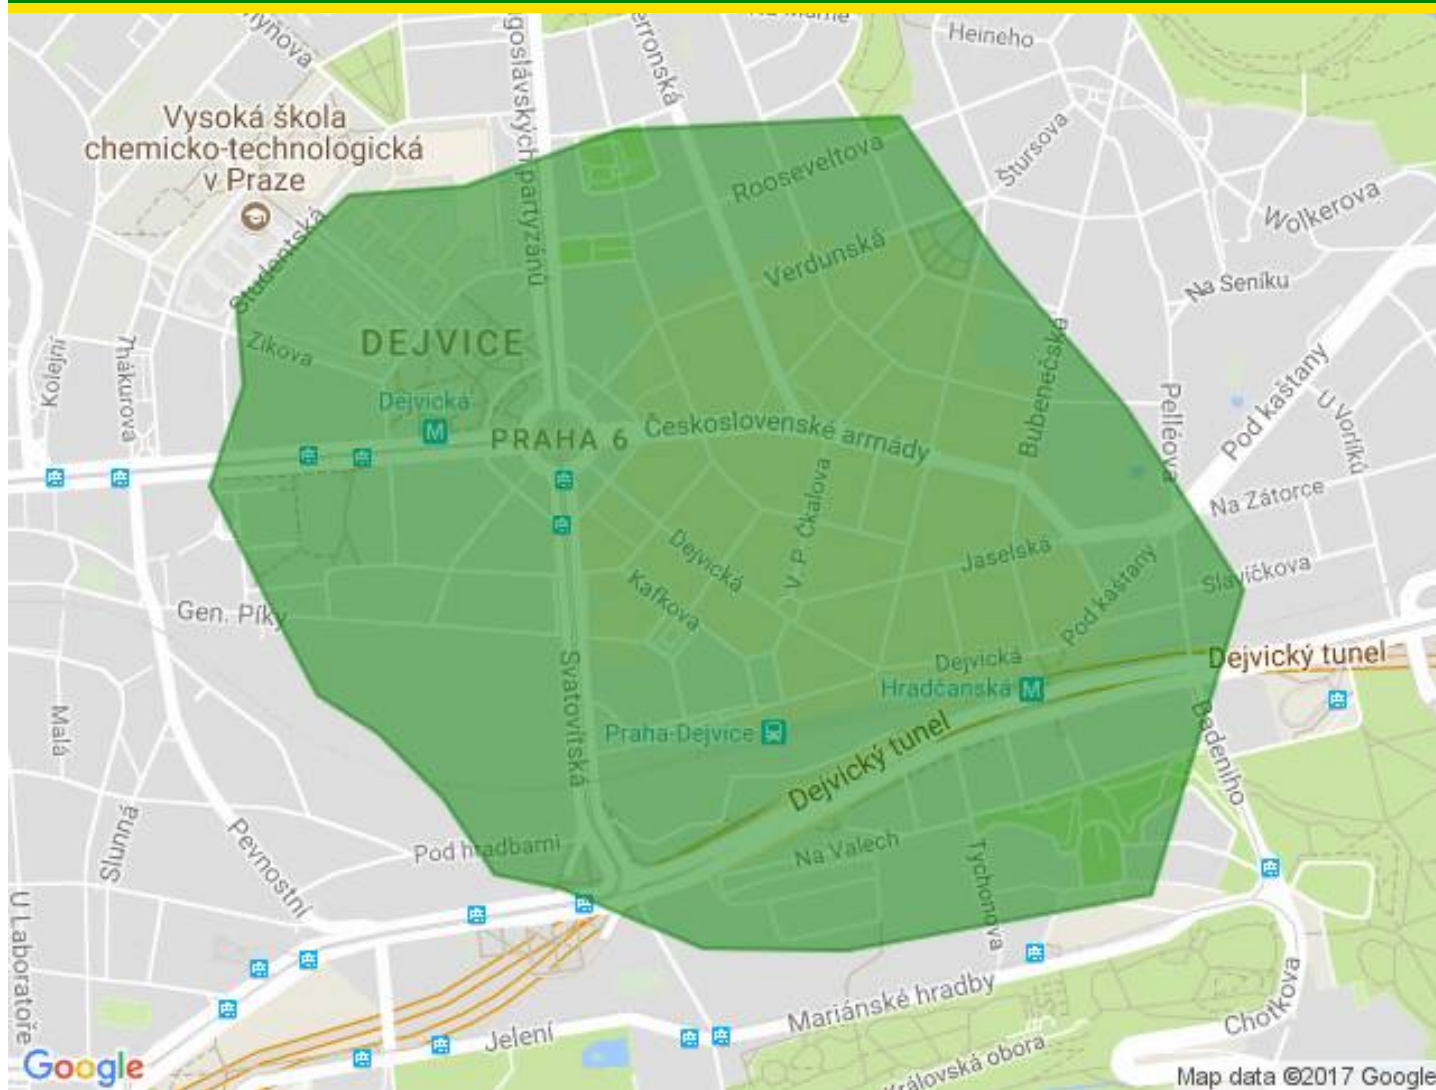 Na Marně
Heineho
Vysoká škola
chemicko-technologická
v Praze
Rooseveltova
Štursova
Wolkerova
Studentská
Verdunská
Na Seníku
Zikova
DEJVICE
Bubenečská
Kolejní
Thákurova
Dejvická
M
PRAHA 6
Československé armády
Pelléova
Pod kaštany
U Vorlíků
V. P. Čkalova
Na Zátorce
Dejvická
Jaselská
Kafkova
Pod kaštany
Slavíčkova
Gen. Píky
Dejvická
Hradčanská M
Dejvický tunel
Svatovítská
Malá
Praha-Dejvice
Dejvický tunel
Badeniho
Slunná
Pevnostní
Pod hradbami
Na Valech
Tychonova
U Laboratoře
Mariánské hradby
Jelení
Chotkova
Královská obora
Google
Map data ©2017 Google